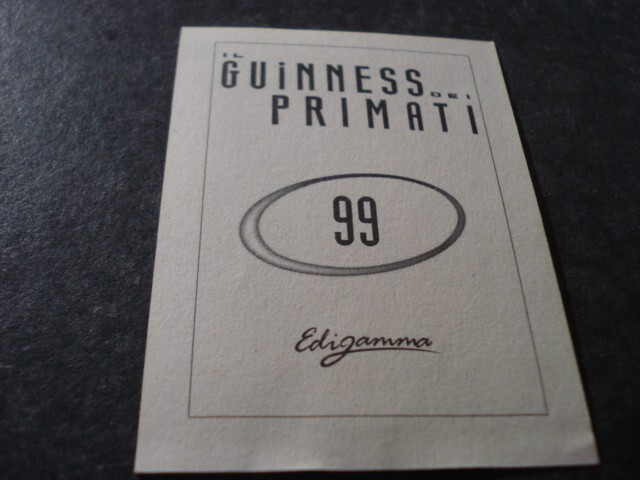 iL
GUiNNESS DEi
PRIMATi
99
Edigamma